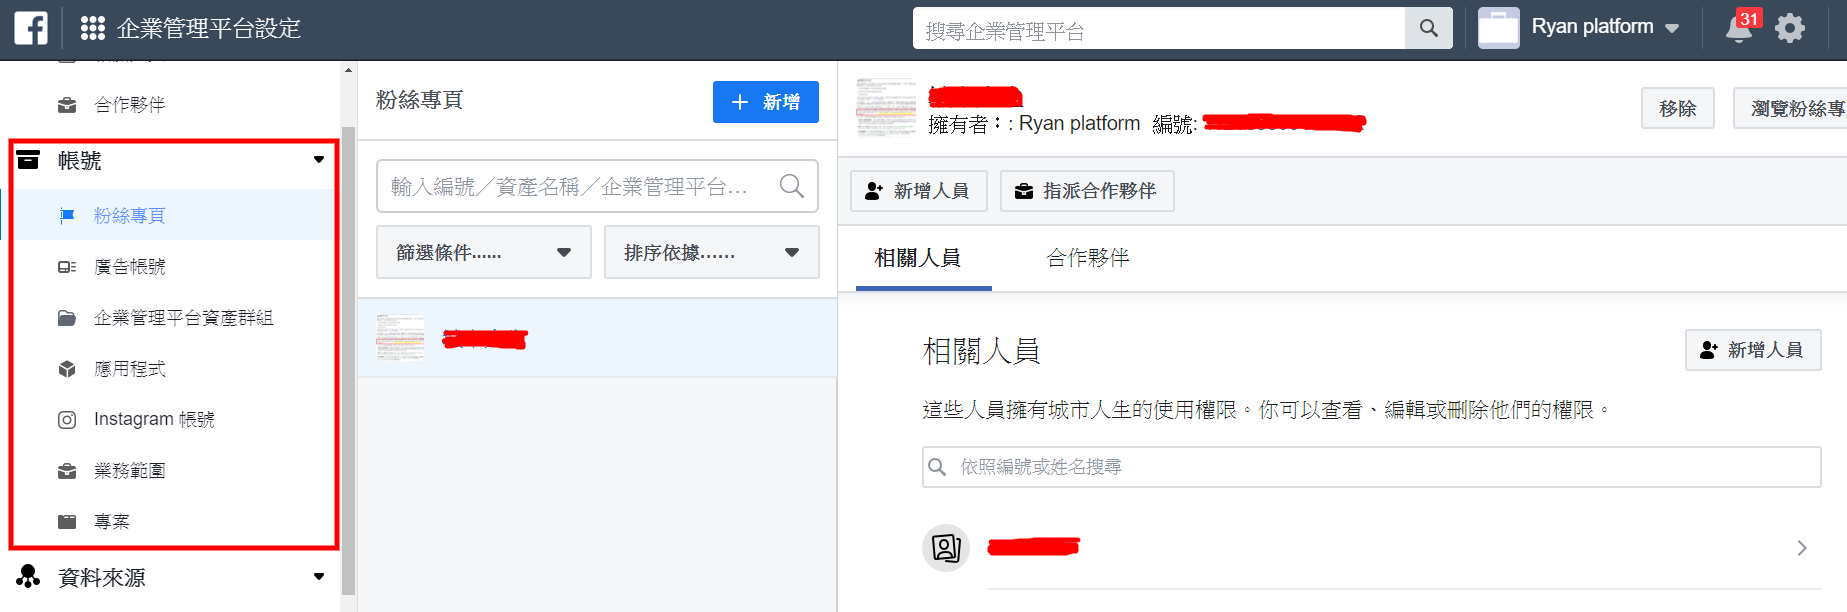 企業管理平台設定
搜尋企業管理平台
Ryan platform
31
合作夥伴
帳號
粉絲專頁
廣告帳號
企業管理平台資產群組
應用程式
Instagram 帳號
業務範圍
專案
資料來源
粉絲專頁
+ 新增
輸入編號／資產名稱／企業管理平台...
篩選條件......
排序依據......
擁有者：: Ryan platform 編號:
移除
瀏覽粉絲專
新增人員
指派合作夥伴
相關人員
合作夥伴
相關人員
新增人員
這些人員擁有城市人生的使用權限。你可以查看、編輯或刪除他們的權限。
依照編號或姓名搜尋